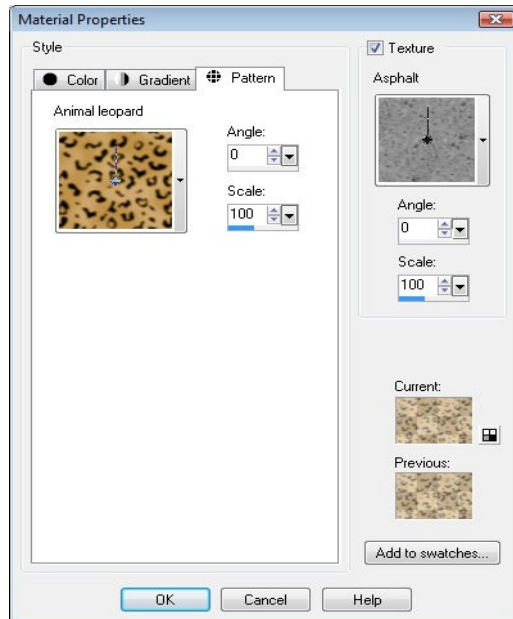 Material Properties
Style
Color
Gradient
Pattern
Animal leopard
Angle:
0
Scale:
100
Texture
Asphalt
Angle:
0
Scale:
100
Current:
Previous:
Add to swatches...
OK
Cancel
Help